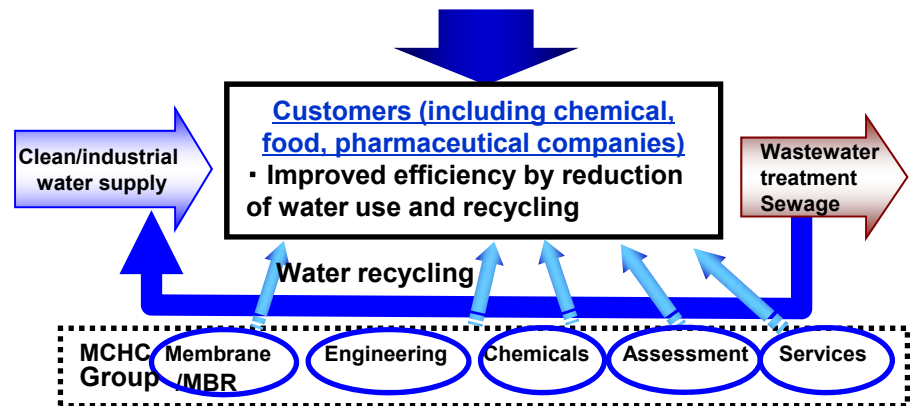 Customers (including chemical,
food, pharmaceutical companies)
・Improved efficiency by reduction
of water use and recycling
Clean/industrial
water supply
Wastewater
treatment
Sewage
Water recycling
MCHC
Group
Membrane
/MBR
Engineering
Chemicals
Assessment
Services